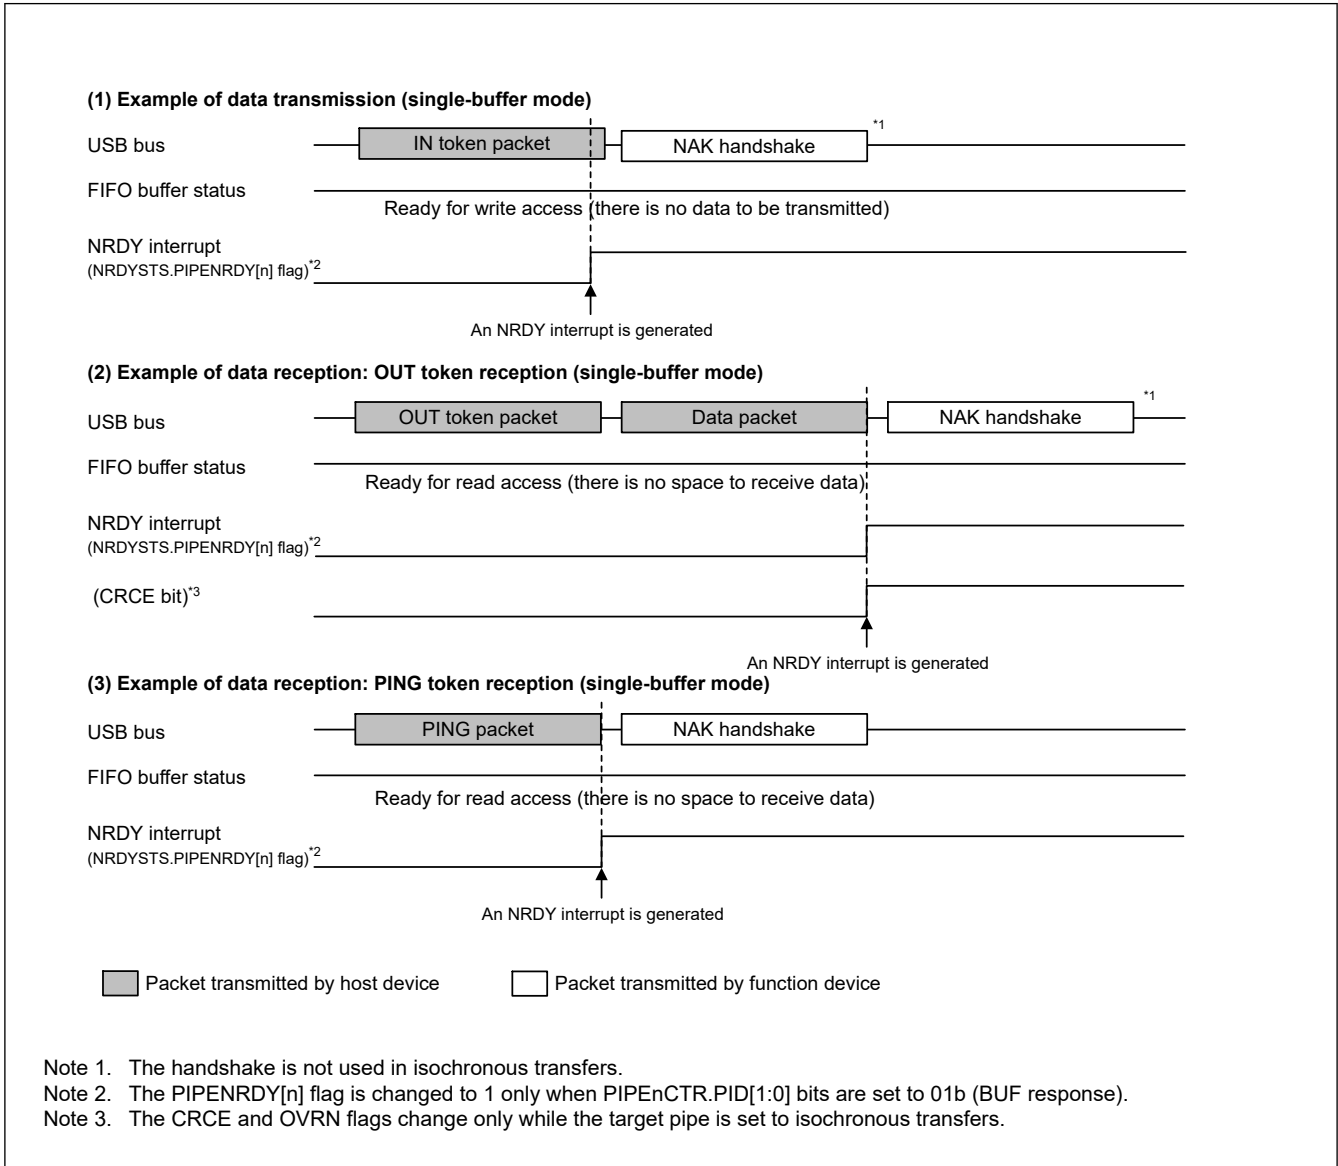 (1) Example of data transmission (single-buffer mode)
USB bus
IN token packet
NAK handshake
*1
FIFO buffer status
Ready for write access (there is no data to be transmitted)
NRDY interrupt
(NRDYSTS.PIPENRDY[n] flag)*2
An NRDY interrupt is generated
(2) Example of data reception: OUT token reception (single-buffer mode)
USB bus
OUT token packet
Data packet
NAK handshake
*1
FIFO buffer status
Ready for read access (there is no space to receive data)
NRDY interrupt
(NRDYSTS.PIPENRDY[n] flag)*2
(CRCE bit)*3
An NRDY interrupt is generated
(3) Example of data reception: PING token reception (single-buffer mode)
USB bus
PING packet
NAK handshake
FIFO buffer status
Ready for read access (there is no space to receive data)
NRDY interrupt
(NRDYSTS.PIPENRDY[n] flag)*2
An NRDY interrupt is generated
Packet transmitted by host device
Packet transmitted by function device
Note 1. The handshake is not used in isochronous transfers.
Note 2. The PIPENRDY[n] flag is changed to 1 only when PIPEnCTR.PID[1:0] bits are set to 01b (BUF response).
Note 3. The CRCE and OVRN flags change only while the target pipe is set to isochronous transfers.